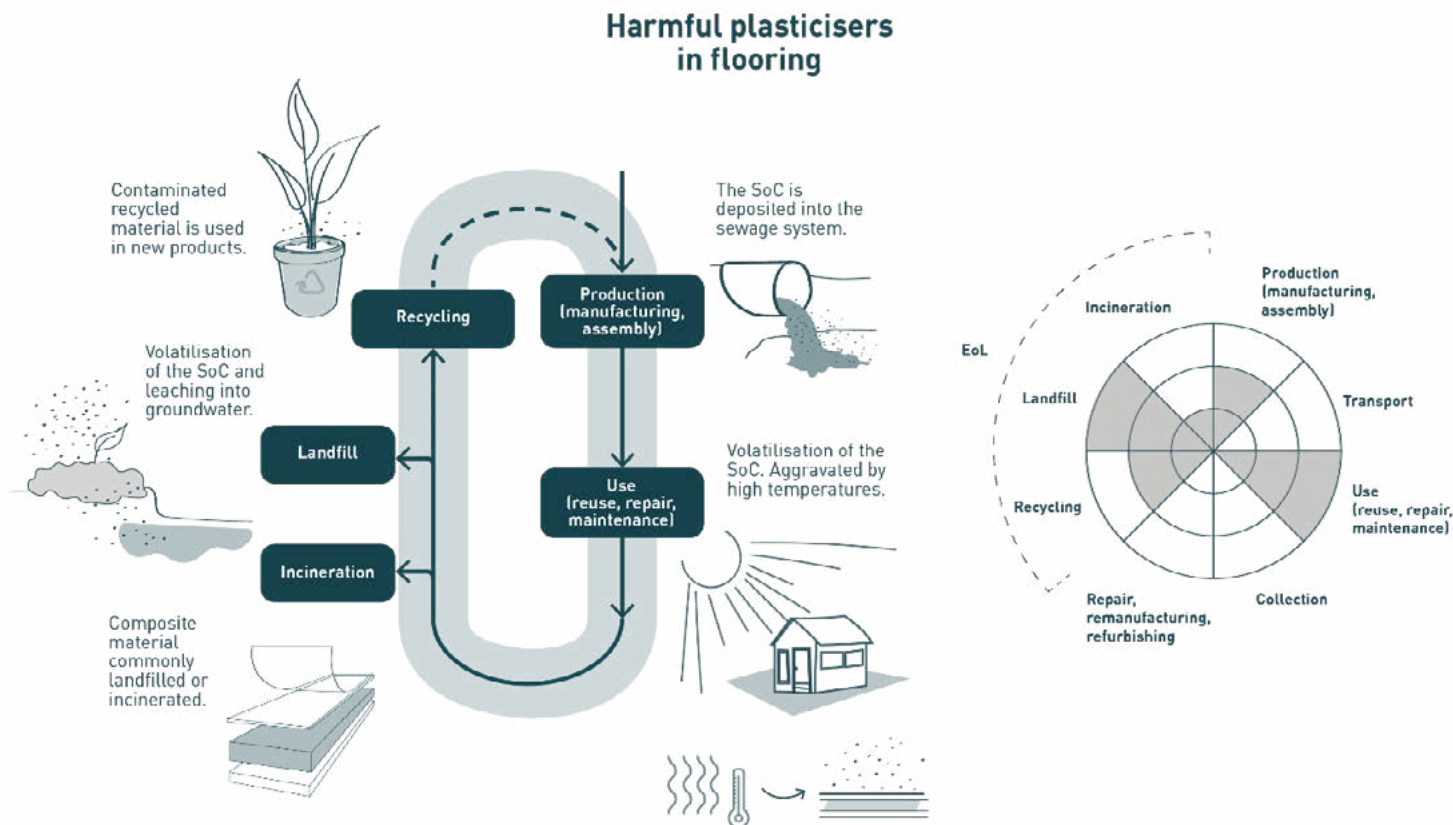 Harmful plasticisers
in flooring
Contaminated
recycled
material is used
in new products.
The SoC is
deposited into the
sewage system.
Recycling
Production
(manufacturing,
assembly)
Volatilisation
of the SoC and
leaching into
groundwater.
Landfill
Use
(reuse, repair,
maintenance)
Volatilisation of the
SoC. Aggravated by
high temperatures.
Incineration
Composite
material
commonly
landfilled or
incinerated.
Production
(manufacturing,
assembly)
Incineration
EoL
Landfill
Transport
Recycling
Use
(reuse, repair,
maintenance)
Repair,
remanufacturing,
refurbishing
Collection